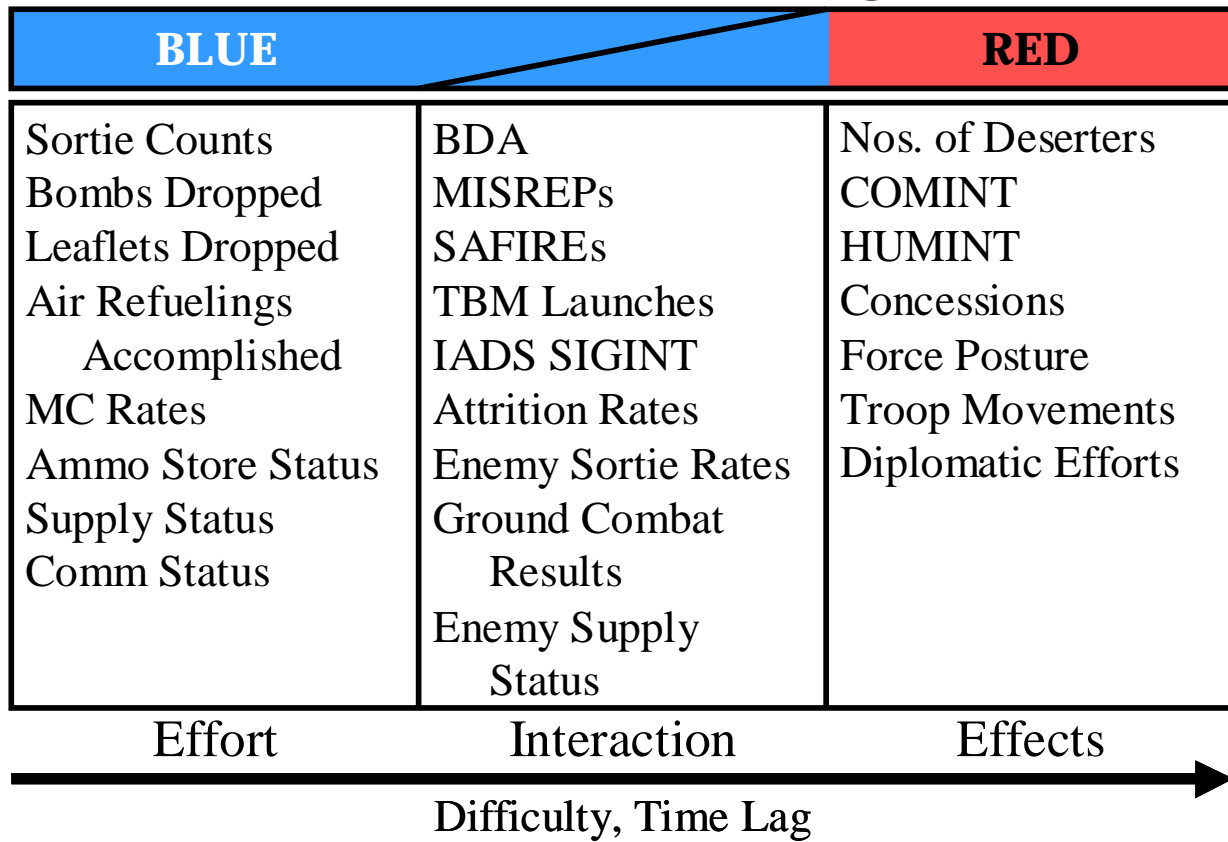 BLUE
RED
Sortie Counts
Bombs Dropped
Leaflets Dropped
Air Refuelings
Accomplished
MC Rates
Ammo Store Status
Supply Status
Comm Status
BDA
MISREPs
SAFIREs
TBM Launches
IADS SIGINT
Attrition Rates
Enemy Sortie Rates
Ground Combat
Results
Enemy Supply
Status
Nos. of Deserters
COMINT
HUMINT
Concessions
Force Posture
Troop Movements
Diplomatic Efforts
Effort
Interaction
Effects
Difficulty, Time Lag